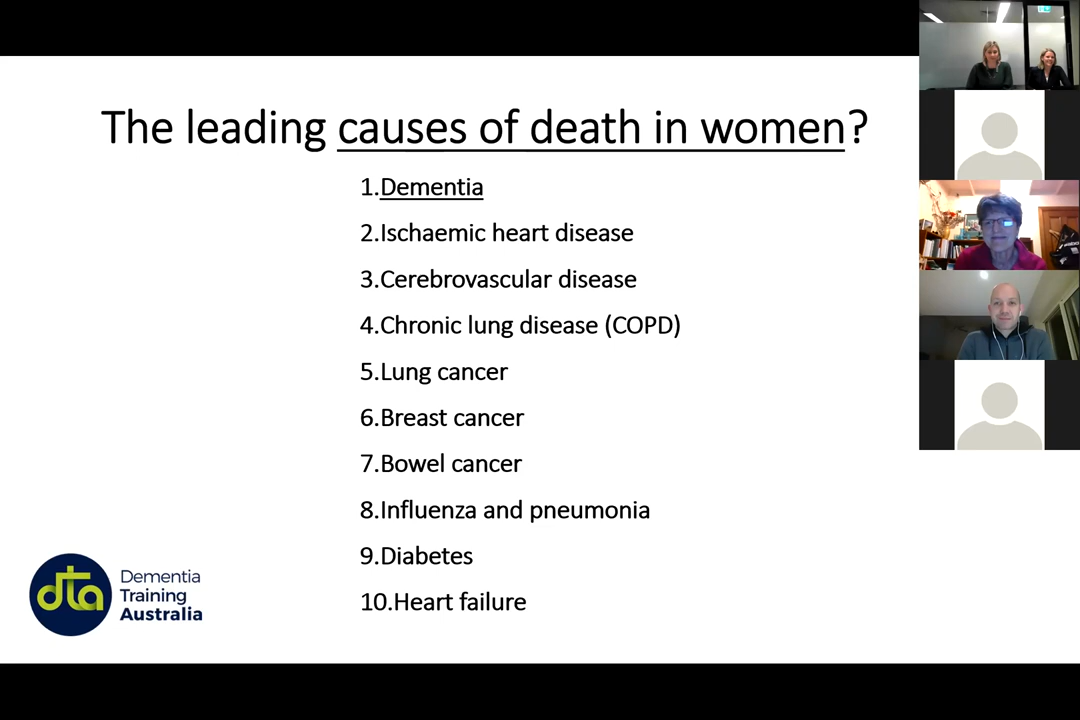 The leading causes of death in women?
1.Dementia
2.Ischaemic heart disease
3.Cerebrovascular disease
4.Chronic lung disease (COPD)
5.Lung cancer
6.Breast cancer
7.Bowel cancer
8.Influenza and pneumonia
9.Diabetes
10.Heart failure
dta
Dementia
Training
Australia